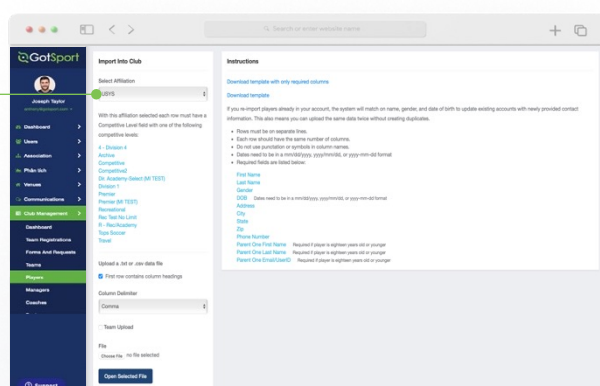 Search or enter website name
GotSport
Joseph Taylor
Dashboard
Users
Association
Phân tích
Venues
Communications
Club Management
Dashboard
Team Registrations
Forms And Requests
Teams
Players
Managers
Coaches
Support
Import Into Club
Select Affiliation
USYS
With this affiliation selected each row must have a
Competitive Level field with one of the following
competitive levels:
4 - Division 4
Archive
Competitive
Competitive2
Dir. Academy-Select (MI TEST)
Division 1
Premier
Premier (MI TEST)
Recreational
Rec Test No Limit
R - Rec/Academy
Tops Soccer
Travel
Upload a .txt or .csv data file
First row contains column headings
Column Delimiter
Comma
Team Upload
File
Choose File no file selected
Open Selected File
Instructions
Download template with only required columns.
Download template
If you re-import players already in your account, the system will match on name, gender, and date of birth to update existing accounts with newly provided contact
information. This also means you can upload the same data twice without creating duplicates.
Rows must be on separate lines.
Each row should have the same number of columns.
Do not use punctation or symbols in column names.
Dates need to be in a mm/dd/yyyy, yyyy/mm/dd, or yyyy-mm-dd format
Required fields are listed below:
First Name
Last Name
Gender
DOB Dates need to be in a mm/dd/yyyy, yyyy/mm/dd, or yyyy-mm-dd format
Address
City
State
Zip
Phone Number
Parent One First Name Required if player is eighteen years old or younger
Parent One Last Name Required if player is eighteen years old or younger
Parent One Email/UserID Required if player is eighteen years old or younger